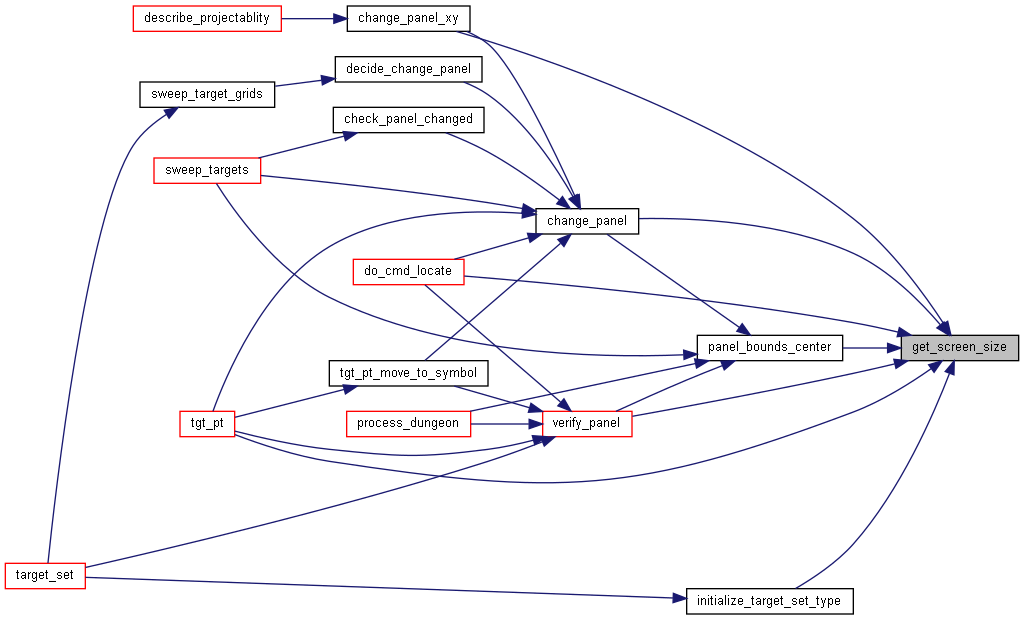 describe_projectablity
change_panel_xy
decide_change_panel
sweep_target_grids
check_panel_changed
sweep_targets
change_panel
do_cmd_locate
panel_bounds_center
get_screen_size
tgt_pt_move_to_symbol
tgt_pt
process_dungeon
verify_panel
target_set
initialize_target_set_type